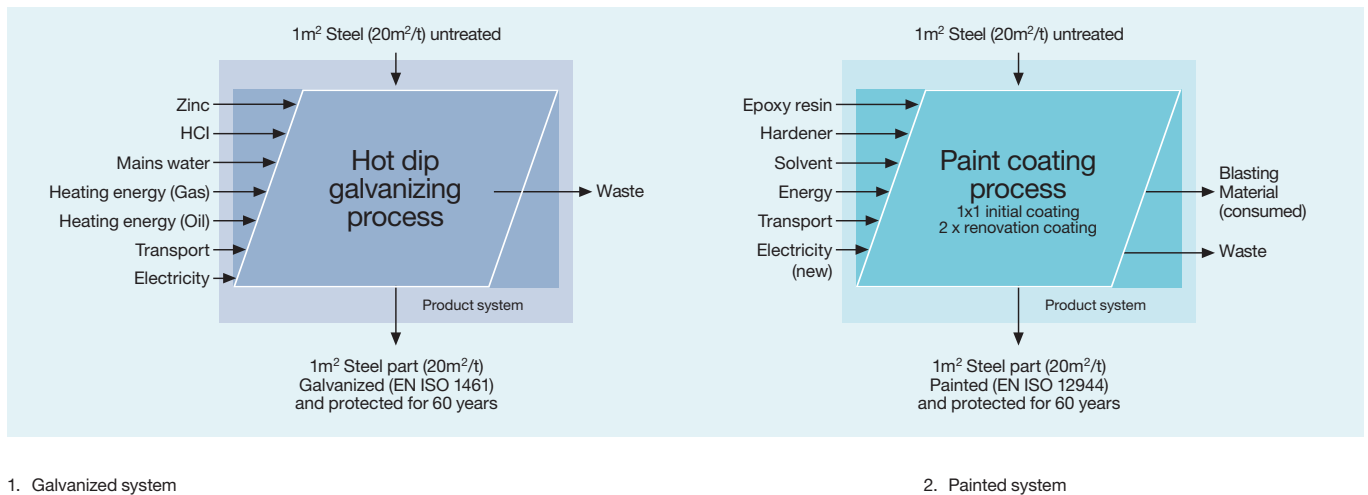 1m² Steel (20m²/t) untreated
Zinc
HCl
Mains water
Heating energy (Gas)
Heating energy (Oil)
Transport
Electricity
Hot dip
galvanizing
process
Waste
Product system
1m² Steel part (20m²/t)
Galvanized (EN ISO 1461)
and protected for 60 years
1m² Steel (20m²/t) untreated
Epoxy resin
Hardener
Solvent
Energy
Transport
Electricity
(new)
Paint coating
process
1x1 initial coating
2 x renovation coating
Blasting
Material
(consumed)
Waste
Product system
1m² Steel part (20m²/t)
Painted (EN ISO 12944)
and protected for 60 years
1. Galvanized system
2. Painted system